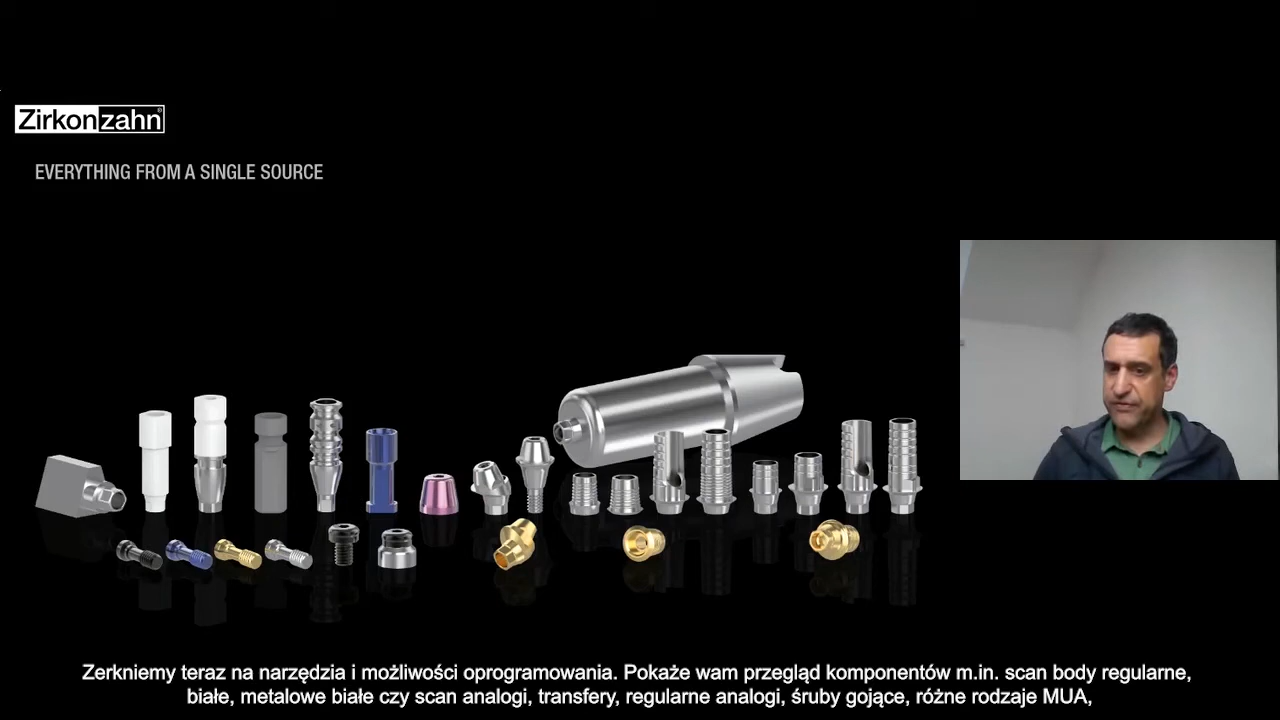 Zirkonzahn®
EVERYTHING FROM A SINGLE SOURCE
Zerkniemy teraz na narzędzia i możliwości oprogramowania. Pokaże wam przegląd komponentów m.in. scan body regularne,
białe, metalowe białe czy scan analogi, transfery, regularne analogi, śruby gojące, różne rodzaje MUA,